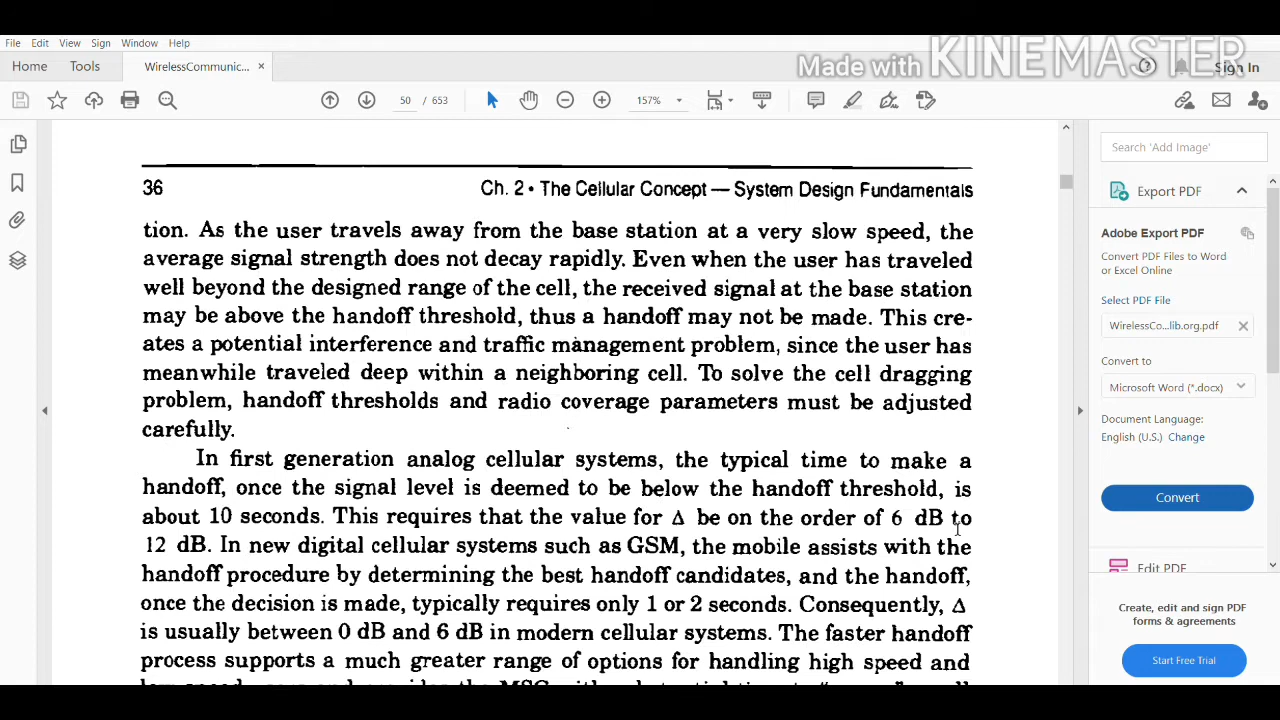 Made with KINEMASTER
File Edit View Sign Window Help
Home Tools WirelessCommunic... × Sign In
50 / 653 157%
36 Ch. 2 • The Cellular Concept — System Design Fundamentals
tion. As the user travels away from the base station at a very slow speed, the
average signal strength does not decay rapidly. Even when the user has traveled
well beyond the designed range of the cell, the received signal at the base station
may be above the handoff threshold, thus a handoff may not be made. This cre-
ates a potential interference and traffic management problem, since the user has
meanwhile traveled deep within a neighboring cell. To solve the cell dragging
problem, handoff thresholds and radio coverage parameters must be adjusted
carefully.
In first generation analog cellular systems, the typical time to make a
handoff, once the signal level is deemed to be below the handoff threshold, is
about 10 seconds. This requires that the value for Δ be on the order of 6 dB to
12 dB. In new digital cellular systems such as GSM, the mobile assists with the
handoff procedure by determining the best handoff candidates, and the handoff,
once the decision is made, typically requires only 1 or 2 seconds. Consequently, Δ
is usually between 0 dB and 6 dB in modern cellular systems. The faster handoff
process supports a much greater range of options for handling high speed and
Search 'Add Image'
Export PDF
Adobe Export PDF
Convert PDF Files to Word
or Excel Online
Select PDF File
WirelessCo...lib.org.pdf ×
Convert to
Microsoft Word (*.docx)
Document Language:
English (U.S.) Change
Convert
Edit PDF
Create, edit and sign PDF
forms & agreements
Start Free Trial